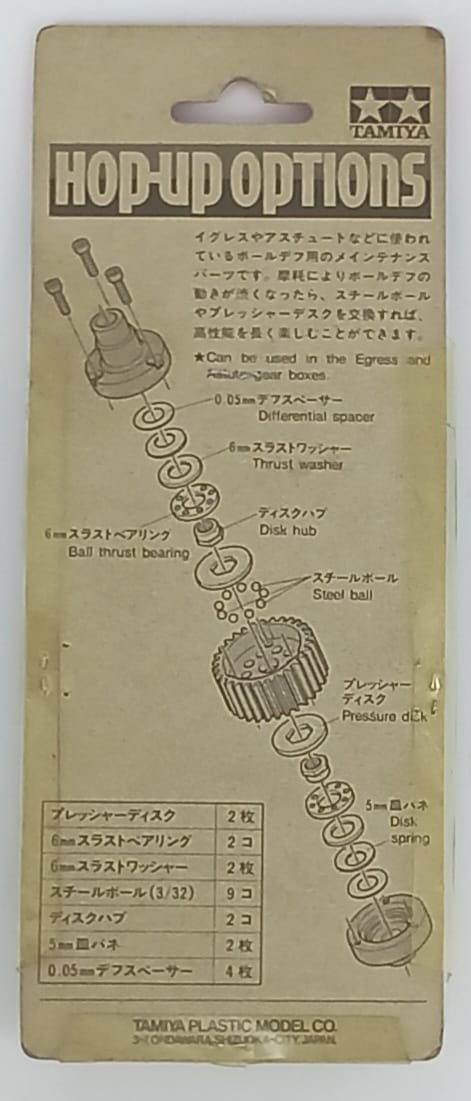 TAMIYA
HOP-UP OPTIONS
イグレスやアスチュートなどに使われ
ているボールデフ用のメインテナンス
パーツです。摩耗によりボールデフの
動きが渋くなったら、スチールボール
やプレッシャーディスクを交換すれば、
高性能を長く楽しむことができます。
★Can be used in the Egress and
Astute gear boxes.
0.05mmデフスペーサー
Differential spacer
6mmスラストワッシャー
Thrust washer
ディスクハブ
Disk hub
6mmスラストベアリング
Ball thrust bearing
スチールボール
Steel ball
プレッシャー
ディスク
Pressure disk
5mm皿バネ
Disk
spring
プレッシャーディスク 2枚
6mmスラストベアリング 2コ
6mmスラストワッシャー 2枚
スチールボール(3/32) 9コ
ディスクハブ 2コ
5mm皿バネ 2枚
0.05mmデフスペーサー 4枚
TAMIYA PLASTIC MODEL CO.
3-7 ONDAWARA, SHIZUOKA-CITY, JAPAN.